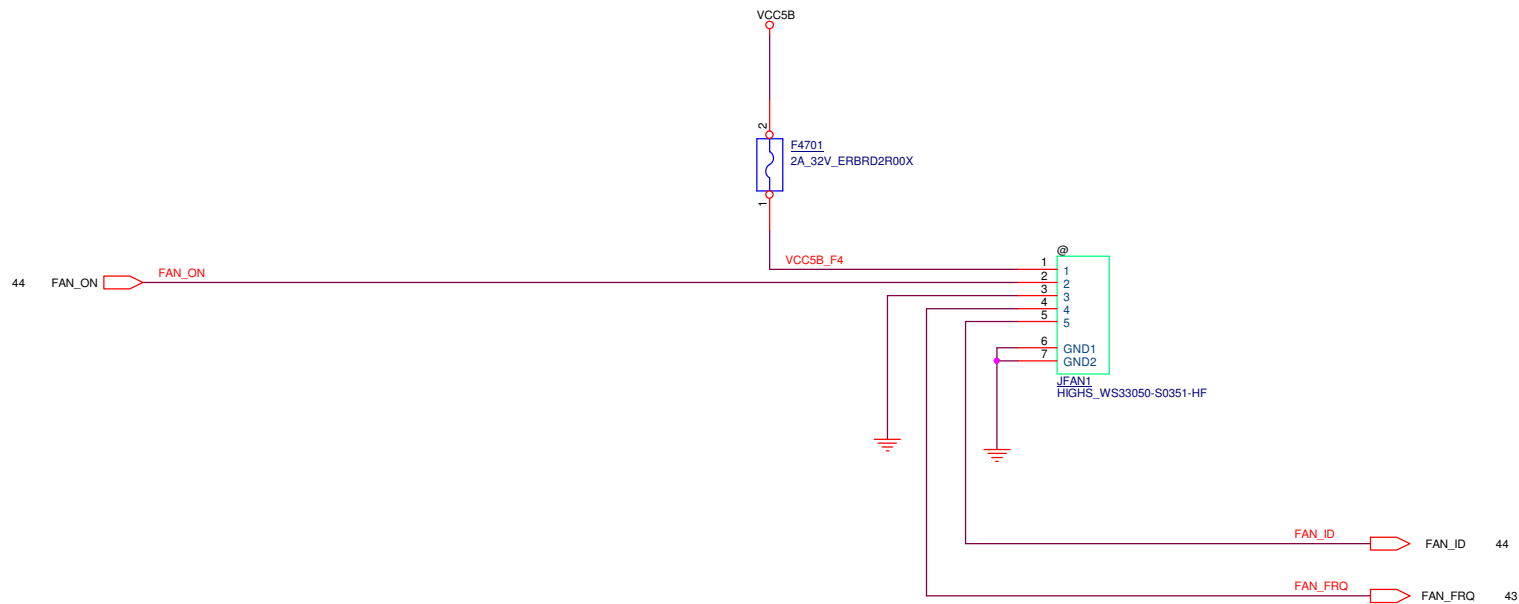 VCC5B
2
F4701
2A_32V_ERBRD2R00X
1
VCC5B_F4
@
44 FAN_ON FAN_ON
1 1
2 2
3 3
4 4
5 5
6 GND1
7 GND2
JFAN1
HIGHS_WS33050-S0351-HF
FAN_ID FAN_ID 44
FAN_FRQ FAN_FRQ 43